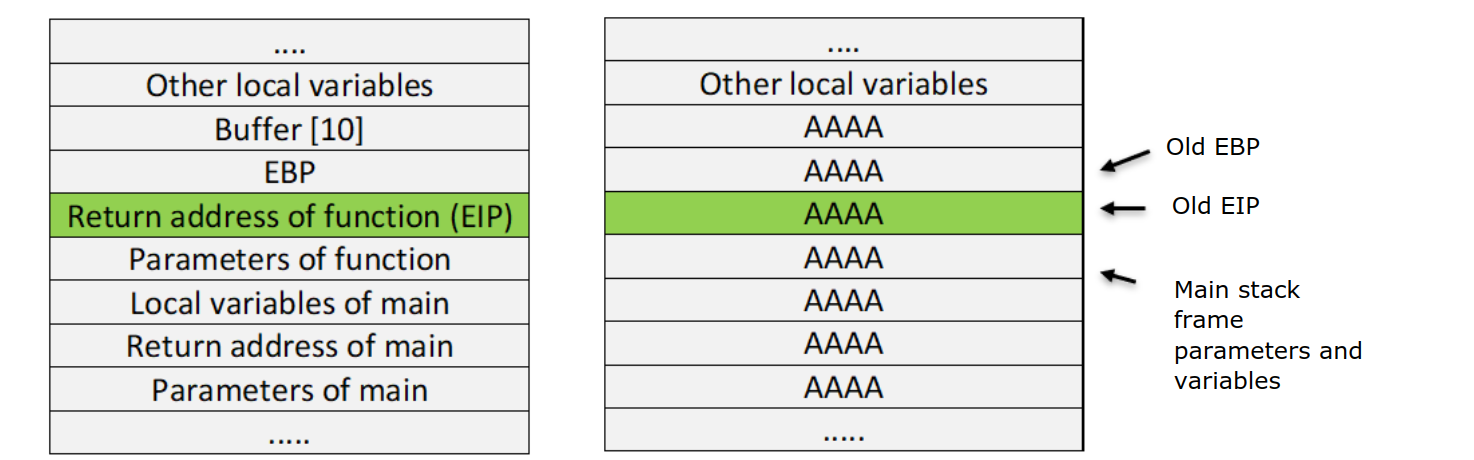 ....
Other local variables
Buffer [10]
EBP
Return address of function (EIP)
Parameters of function
Local variables of main
Return address of main
Parameters of main
.....
....
Other local variables
AAAA
AAAA
AAAA
AAAA
AAAA
AAAA
AAAA
.....
Old EBP
Old EIP
Main stack
frame
parameters and
variables